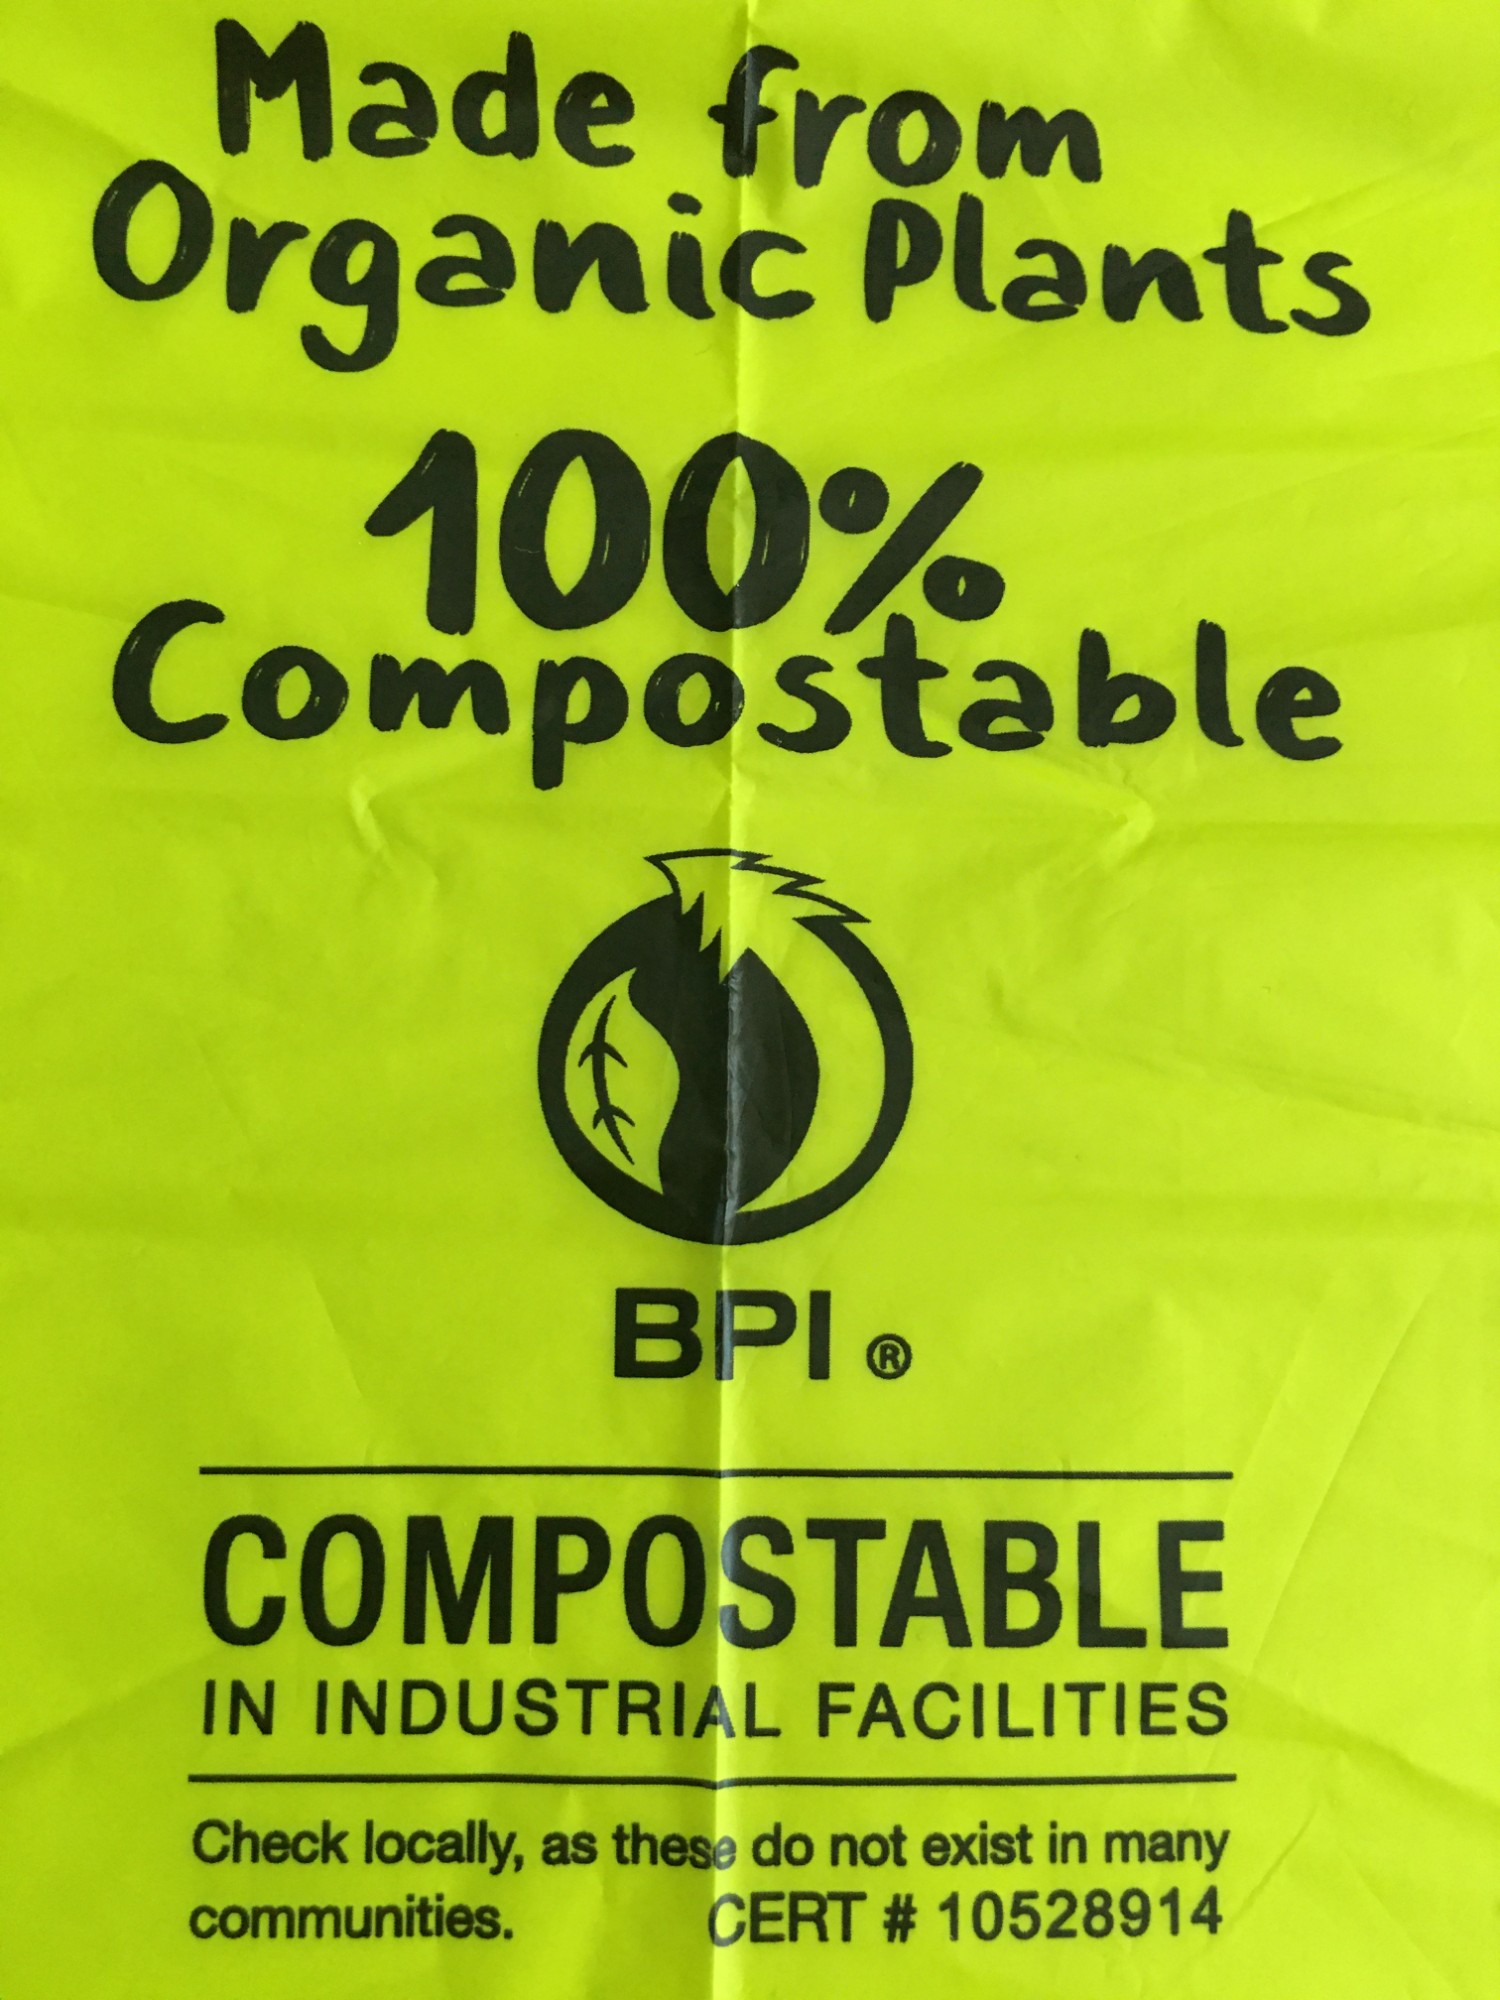 Made from
Organic Plants
100%
Compostable
BPI ®
COMPOSTABLE
IN INDUSTRIAL FACILITIES
Check locally, as these do not exist in many
communities. CERT # 10528914